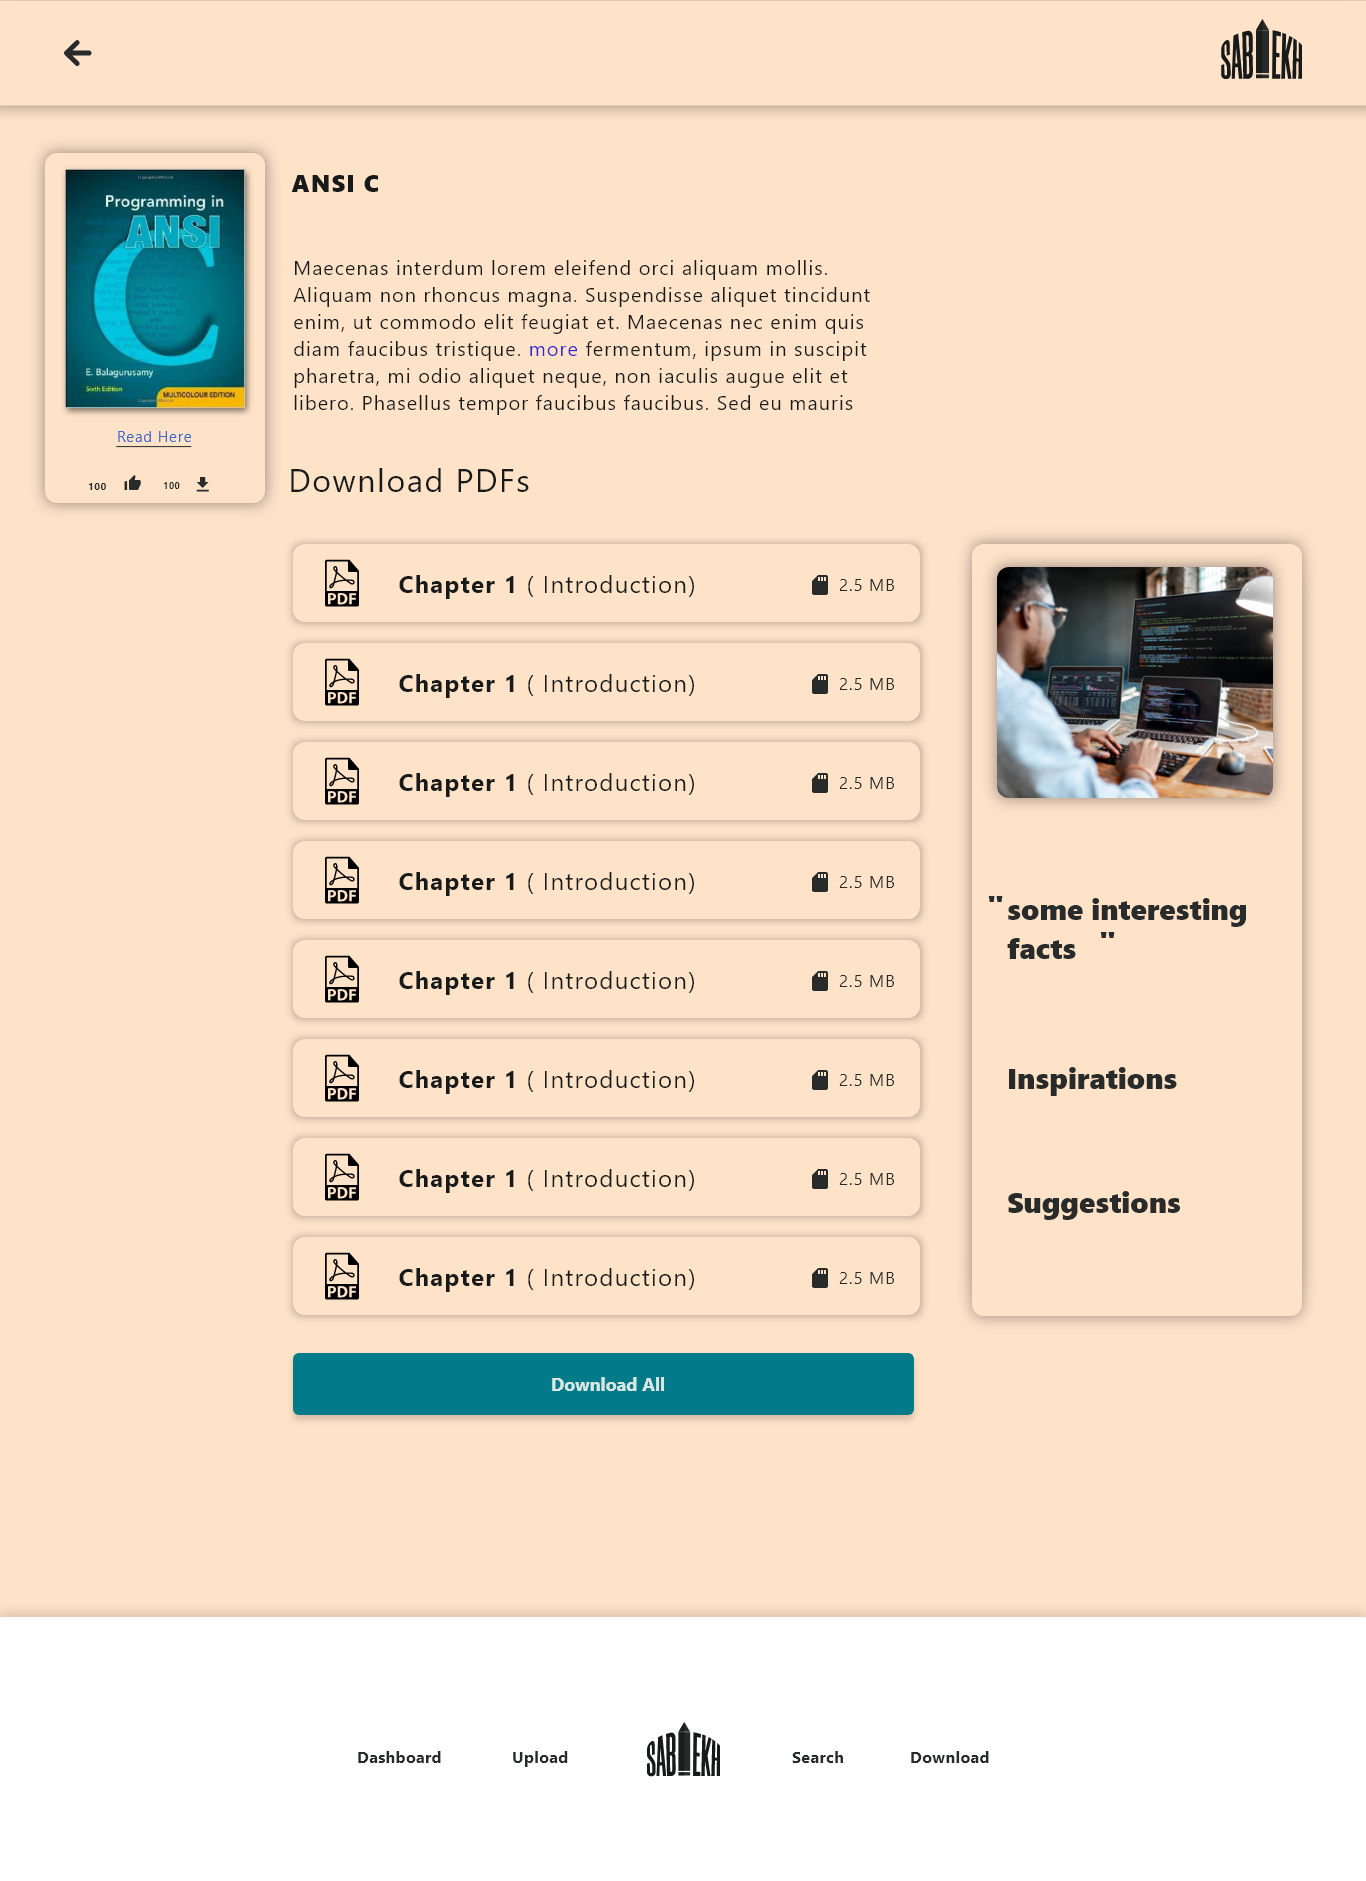 SABLEKH
ANSI C
Programming in
ANSI
C
E. Balagurusamy
Sixth Edition
MULTICOLOUR EDITION
Read Here
100 100
Maecenas interdum lorem eleifend orci aliquam mollis.
Aliquam non rhoncus magna. Suspendisse aliquet tincidunt
enim, ut commodo elit feugiat et. Maecenas nec enim quis
diam faucibus tristique. more fermentum, ipsum in suscipit
pharetra, mi odio aliquet neque, non iaculis augue elit et
libero. Phasellus tempor faucibus faucibus. Sed eu mauris
Download PDFs
PDF Chapter 1 ( Introduction) 2.5 MB
PDF Chapter 1 ( Introduction) 2.5 MB
PDF Chapter 1 ( Introduction) 2.5 MB
PDF Chapter 1 ( Introduction) 2.5 MB
PDF Chapter 1 ( Introduction) 2.5 MB
PDF Chapter 1 ( Introduction) 2.5 MB
PDF Chapter 1 ( Introduction) 2.5 MB
PDF Chapter 1 ( Introduction) 2.5 MB
Download All
"some interesting
facts "
Inspirations
Suggestions
Dashboard Upload SABLEKH Search Download